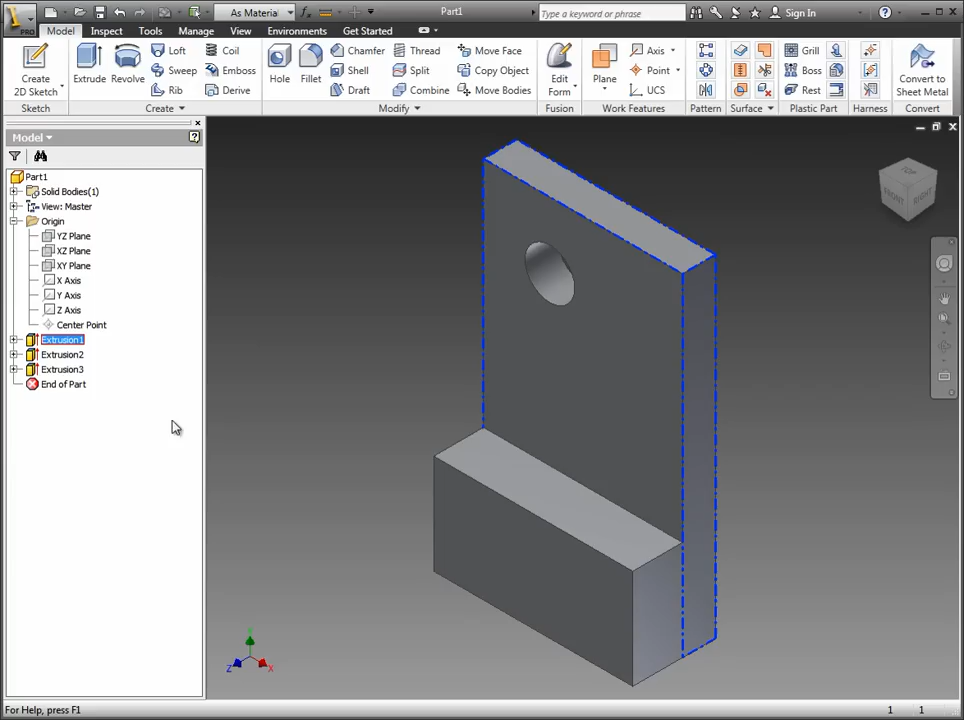 As Material
Part1
Type a keyword or phrase
Sign In
PRO
Model Inspect Tools Manage View Environments Get Started
Create
2D Sketch
Sketch
Extrude
Revolve
Loft
Sweep
Rib
Coil
Emboss
Derive
Create
Hole
Fillet
Chamfer
Shell
Draft
Thread
Split
Combine
Move Face
Copy Object
Move Bodies
Modify
Edit
Form
Fusion
Plane
Axis
Point
UCS
Work Features
Pattern
Surface
Grill
Boss
Rest
Plastic Part
Harness
Convert to
Sheet Metal
Convert
Model
Part1
Solid Bodies(1)
View: Master
Origin
YZ Plane
XZ Plane
XY Plane
X Axis
Y Axis
Z Axis
Center Point
Extrusion1
Extrusion2
Extrusion3
End of Part
TOP
FRONT
RIGHT
Z
X
For Help, press F1
1 1